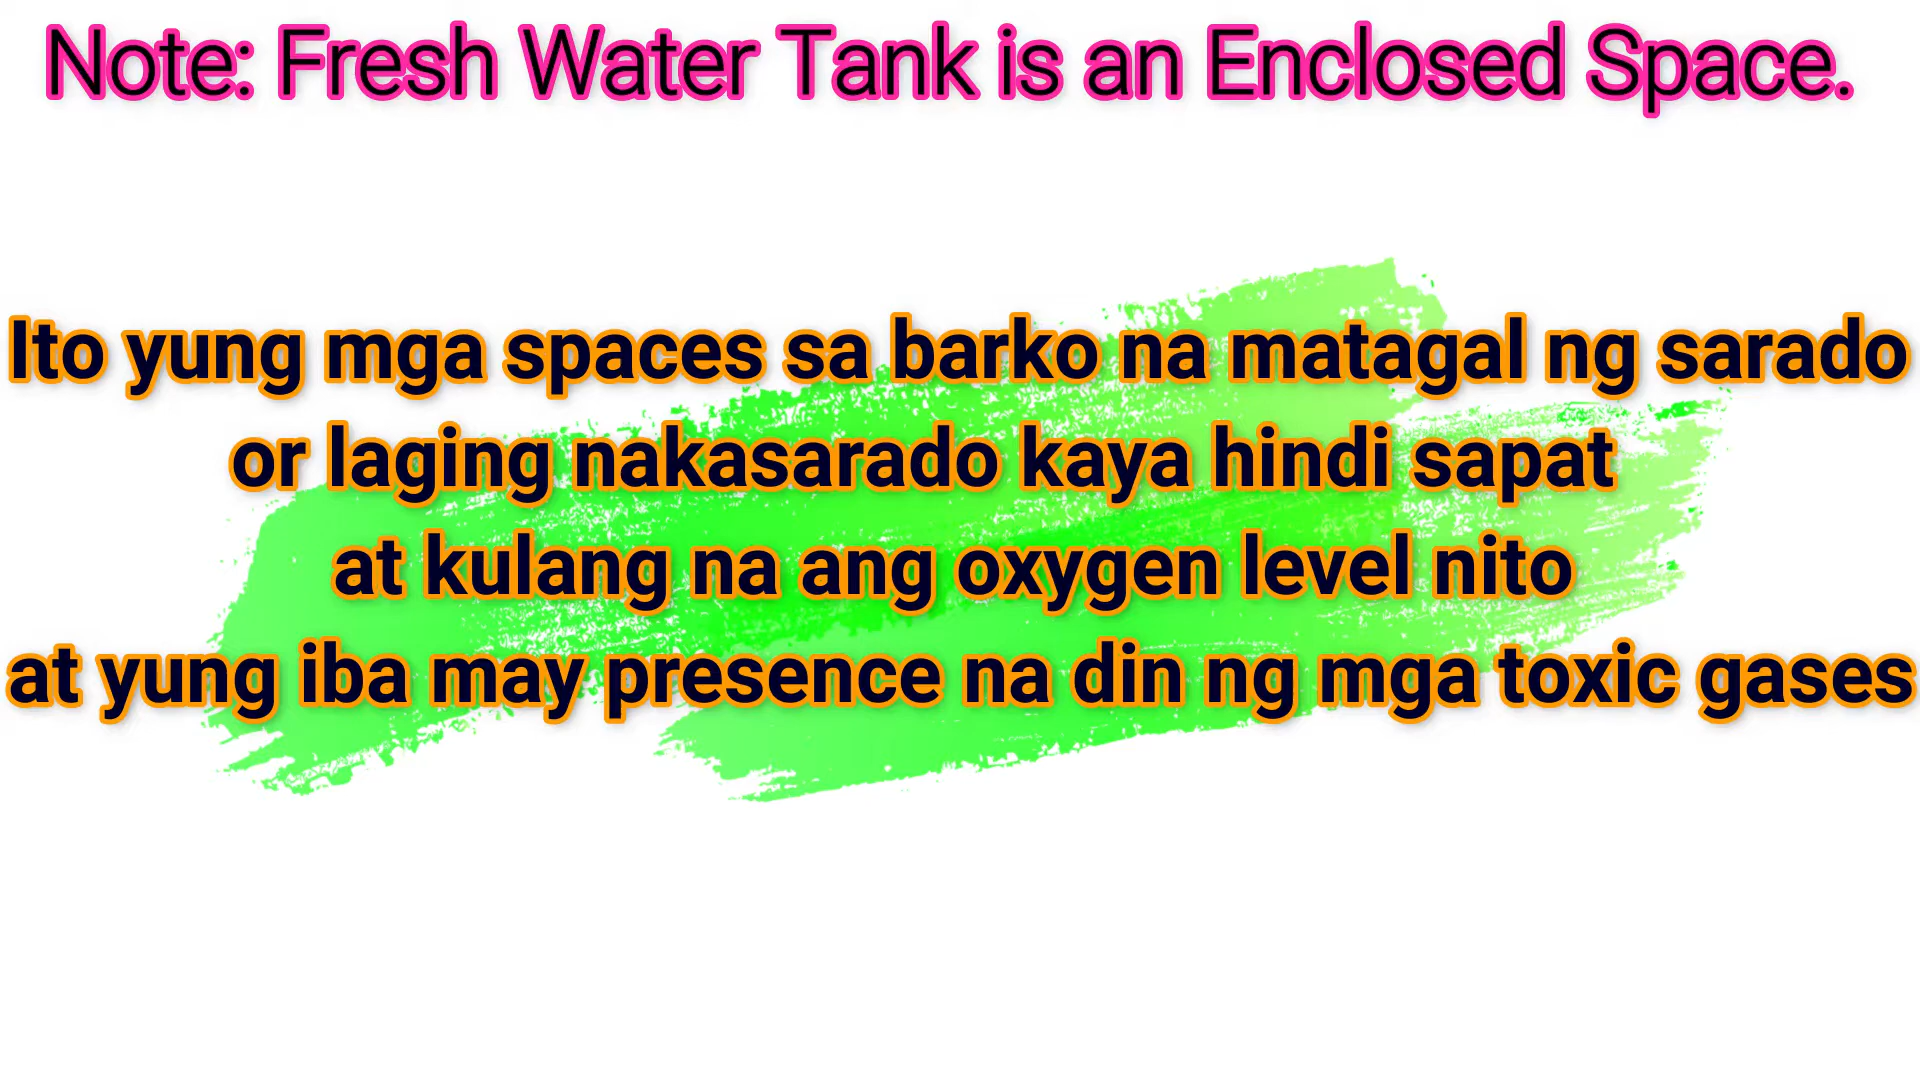 Note: Fresh Water Tank is an Enclosed Space.
Ito yung mga spaces sa barko na matagal ng sarado
or laging nakasarado kaya hindi sapat
at kulang na ang oxygen level nito
at yung iba may presence na din ng mga toxic gases